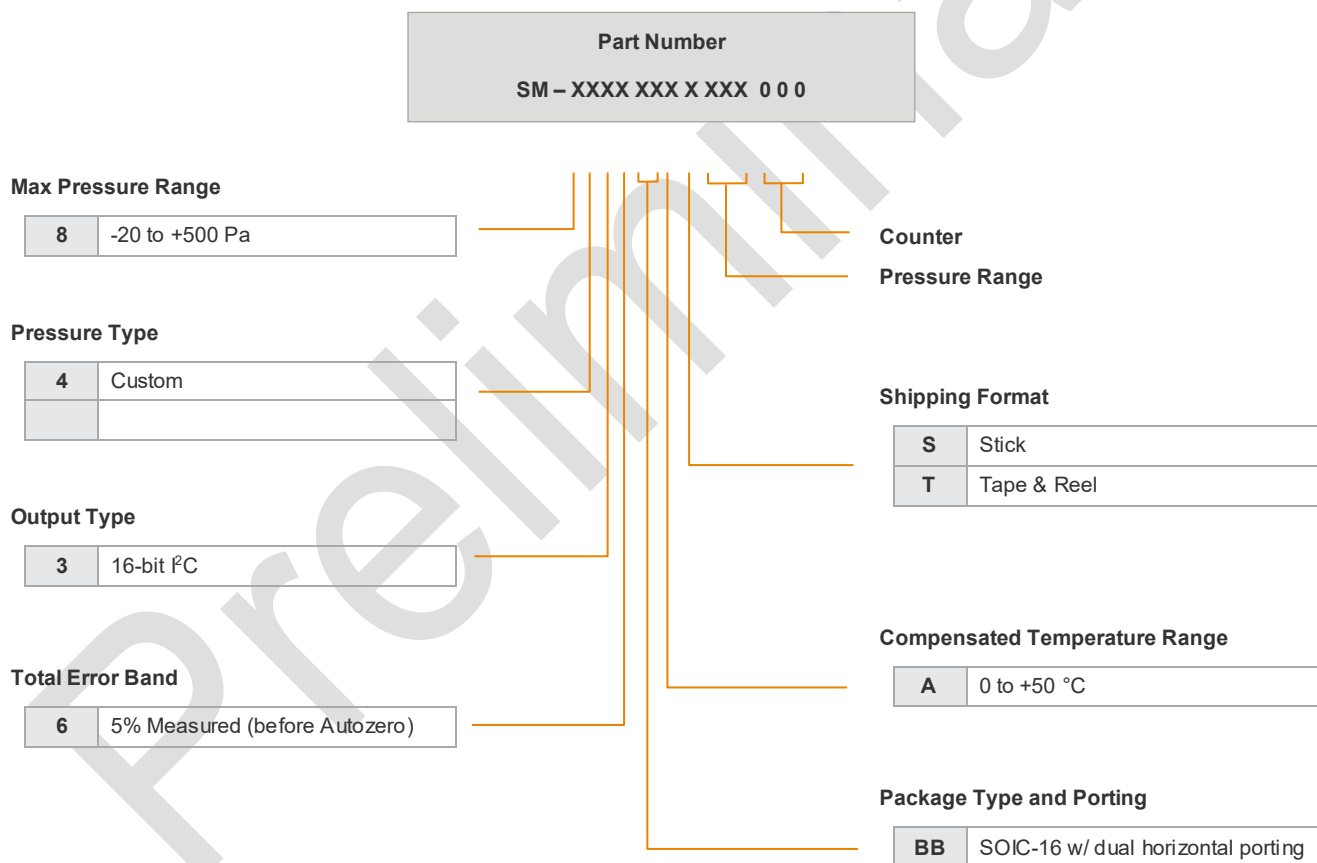 Part Number
SM – XXXX XXX X XXX 0 0 0
Max Pressure Range
8 -20 to +500 Pa
Counter
Pressure Range
Pressure Type
4 Custom
Shipping Format
S Stick
T Tape & Reel
Output Type
3 16-bit I²C
Compensated Temperature Range
A 0 to +50 °C
Total Error Band
6 5% Measured (before Autozero)
Package Type and Porting
BB SOIC-16 w/ dual horizontal porting
Prelimina